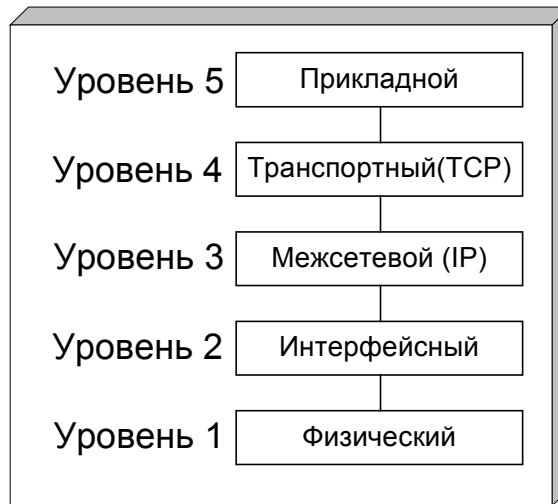 Уровень 5 Прикладной
Уровень 4 Транспортный(TCP)
Уровень 3 Межсетевой (IP)
Уровень 2 Интерфейсный
Уровень 1 Физический